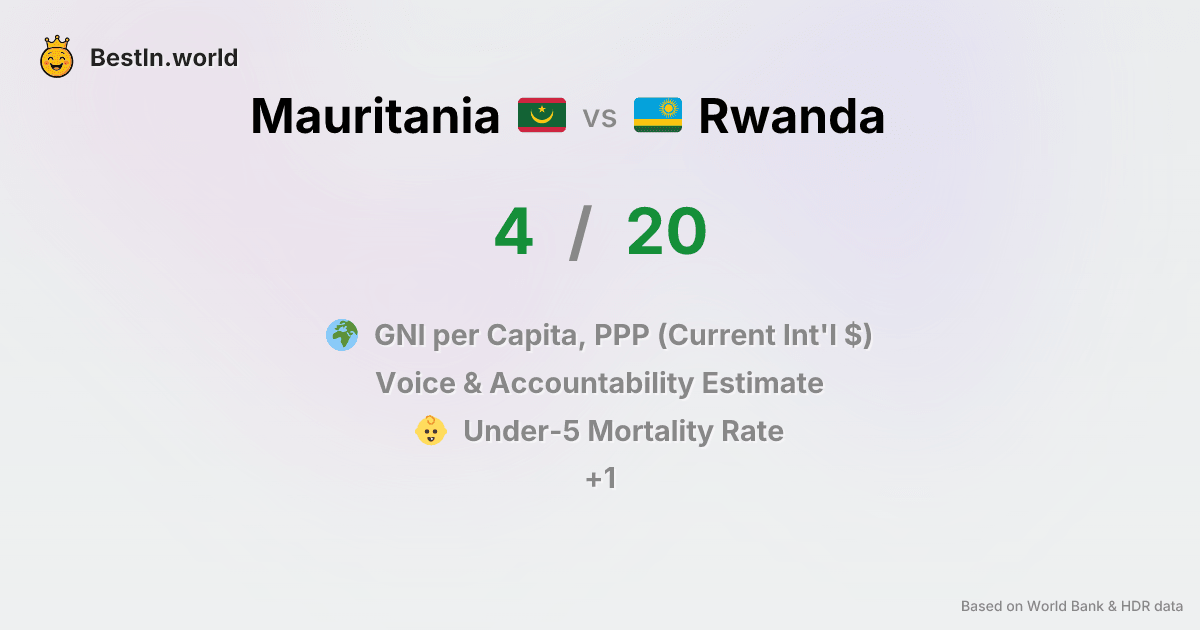 BestIn.world
Mauritania vs Rwanda
4 / 20
GNI per Capita, PPP (Current Int'l $)
Voice & Accountability Estimate
Under-5 Mortality Rate
+1
Based on World Bank & HDR data